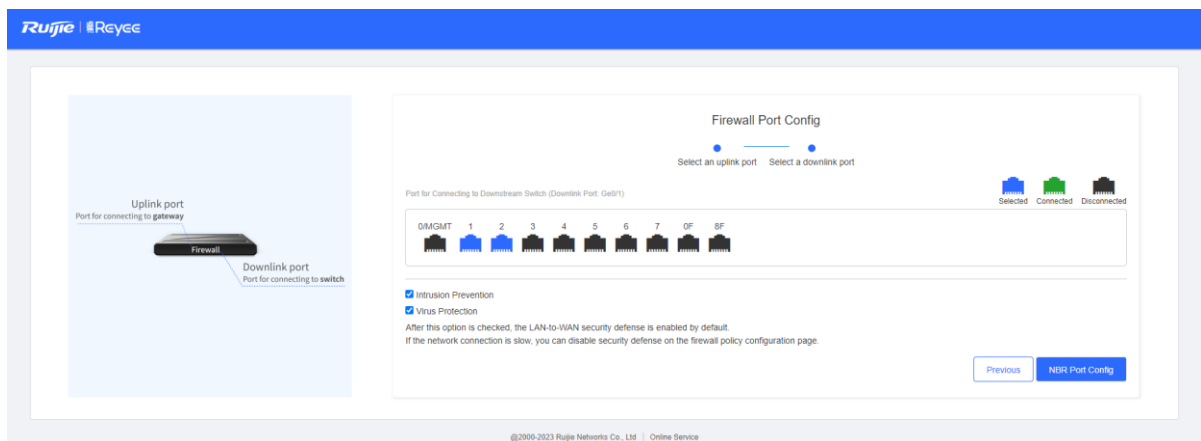 Ruijie | Reyee
Firewall Port Config
Select an uplink port Select a downlink port
Port for Connecting to Downstream Switch (Downlink Port: Ge0/1)
Selected Connected Disconnected
Uplink port
Port for connecting to gateway
Firewall
Downlink port
Port for connecting to switch
0/MGMT 1 2 3 4 5 6 7 0F 8F
Intrusion Prevention
Virus Protection
After this option is checked, the LAN-to-WAN security defense is enabled by default.
If the network connection is slow, you can disable security defense on the firewall policy configuration page.
Previous NBR Port Config
@2000-2023 Ruijie Networks Co., Ltd | Online Service